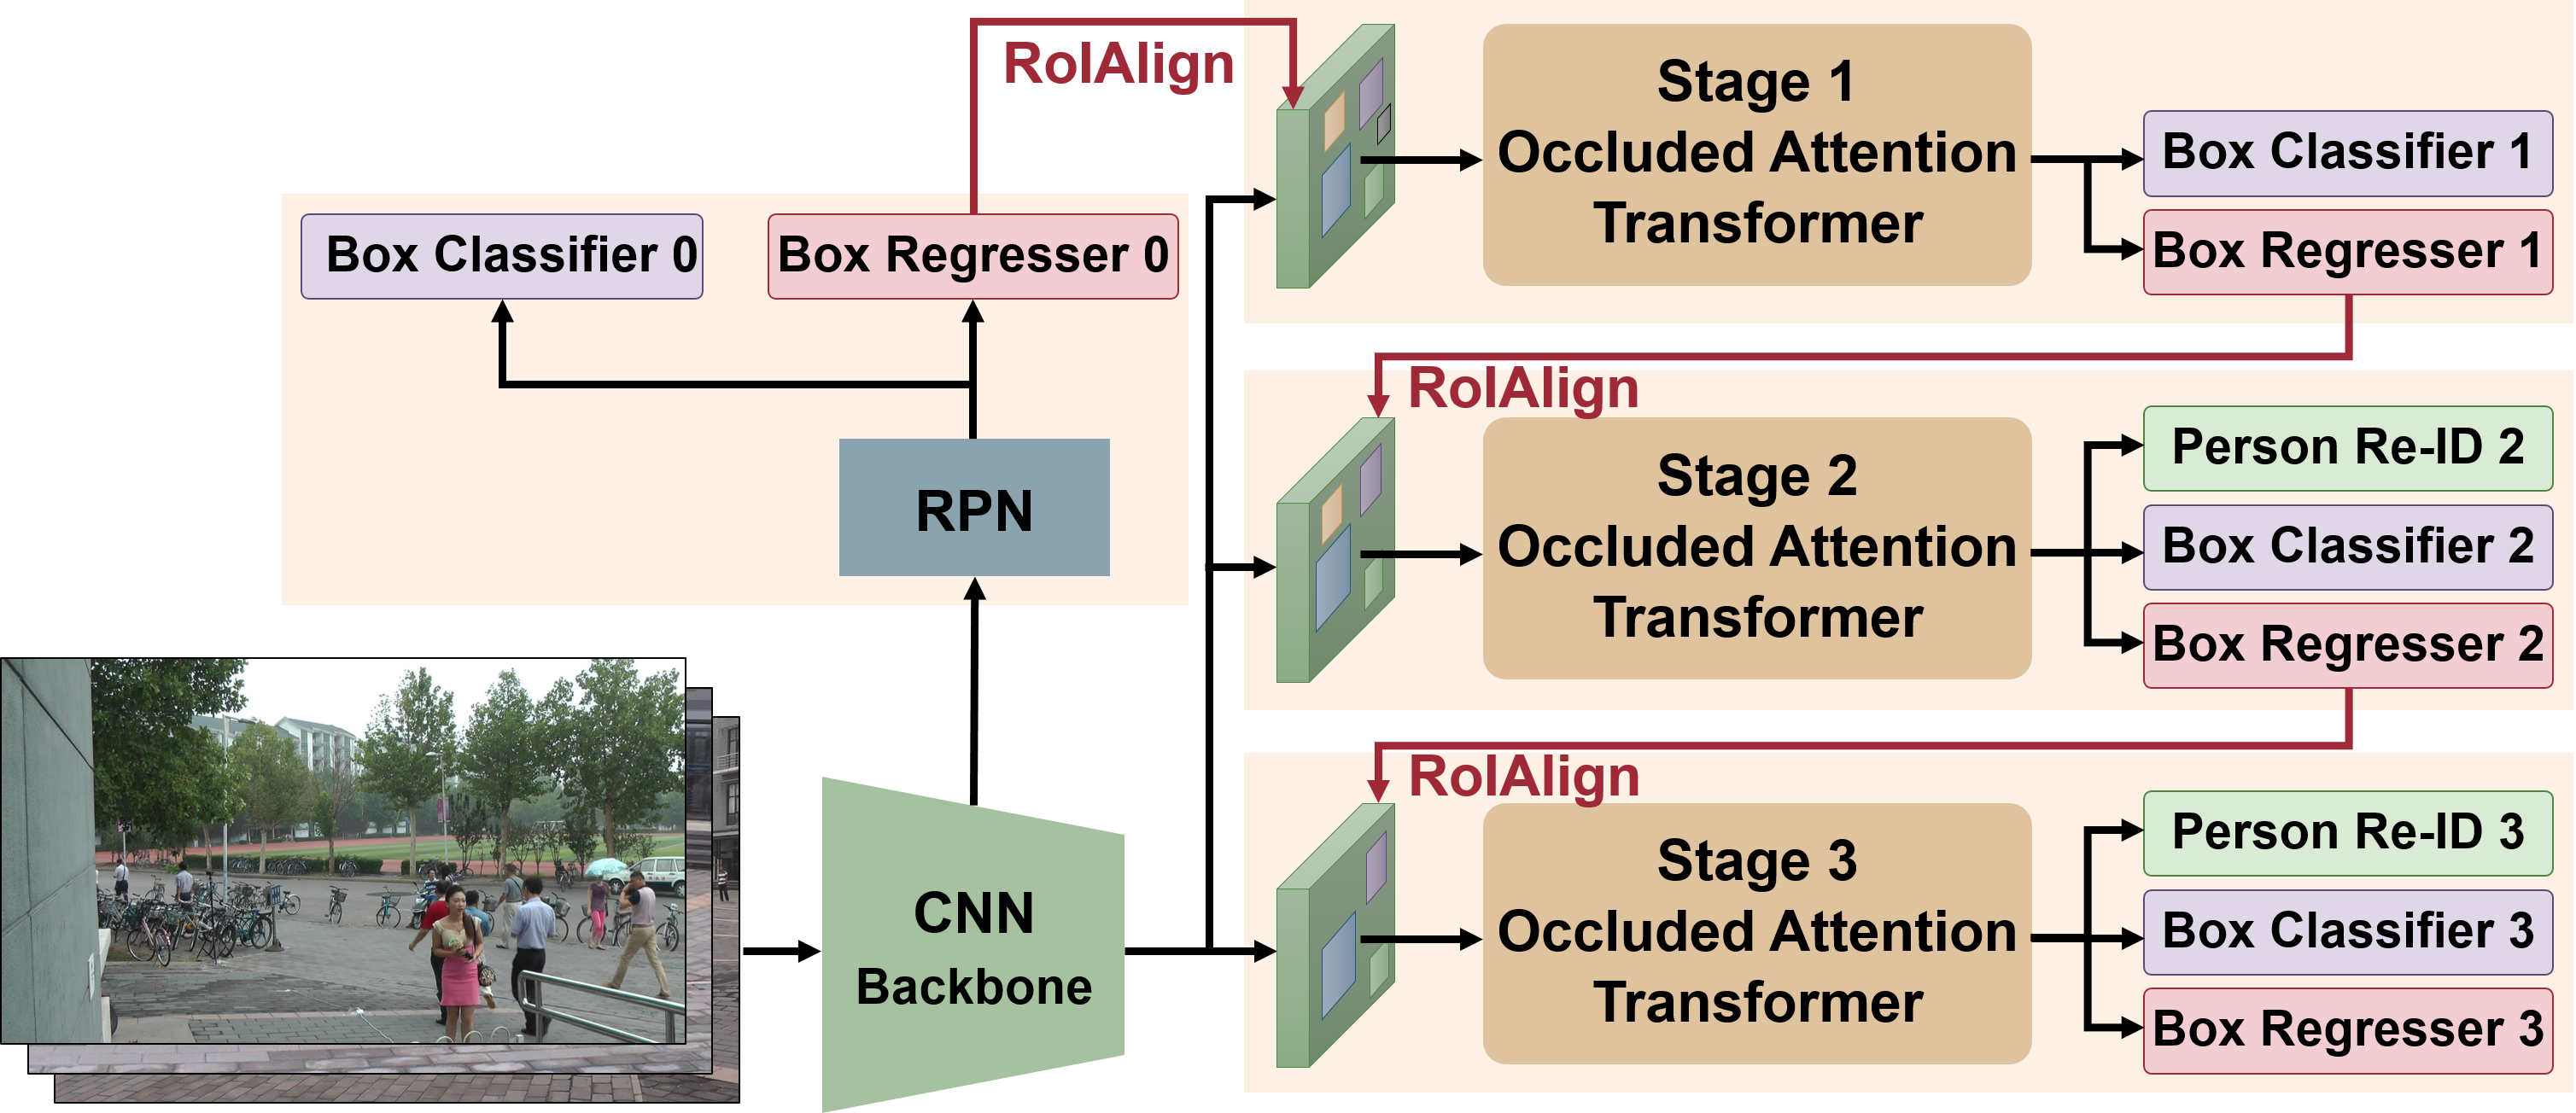 RoIAlign
Stage 1
Occluded Attention
Transformer
Box Classifier 1
Box Regresser 1
Box Classifier 0
Box Regresser 0
RPN
RoIAlign
Stage 2
Occluded Attention
Transformer
Person Re-ID 2
Box Classifier 2
Box Regresser 2
CNN
Backbone
RoIAlign
Stage 3
Occluded Attention
Transformer
Person Re-ID 3
Box Classifier 3
Box Regresser 3